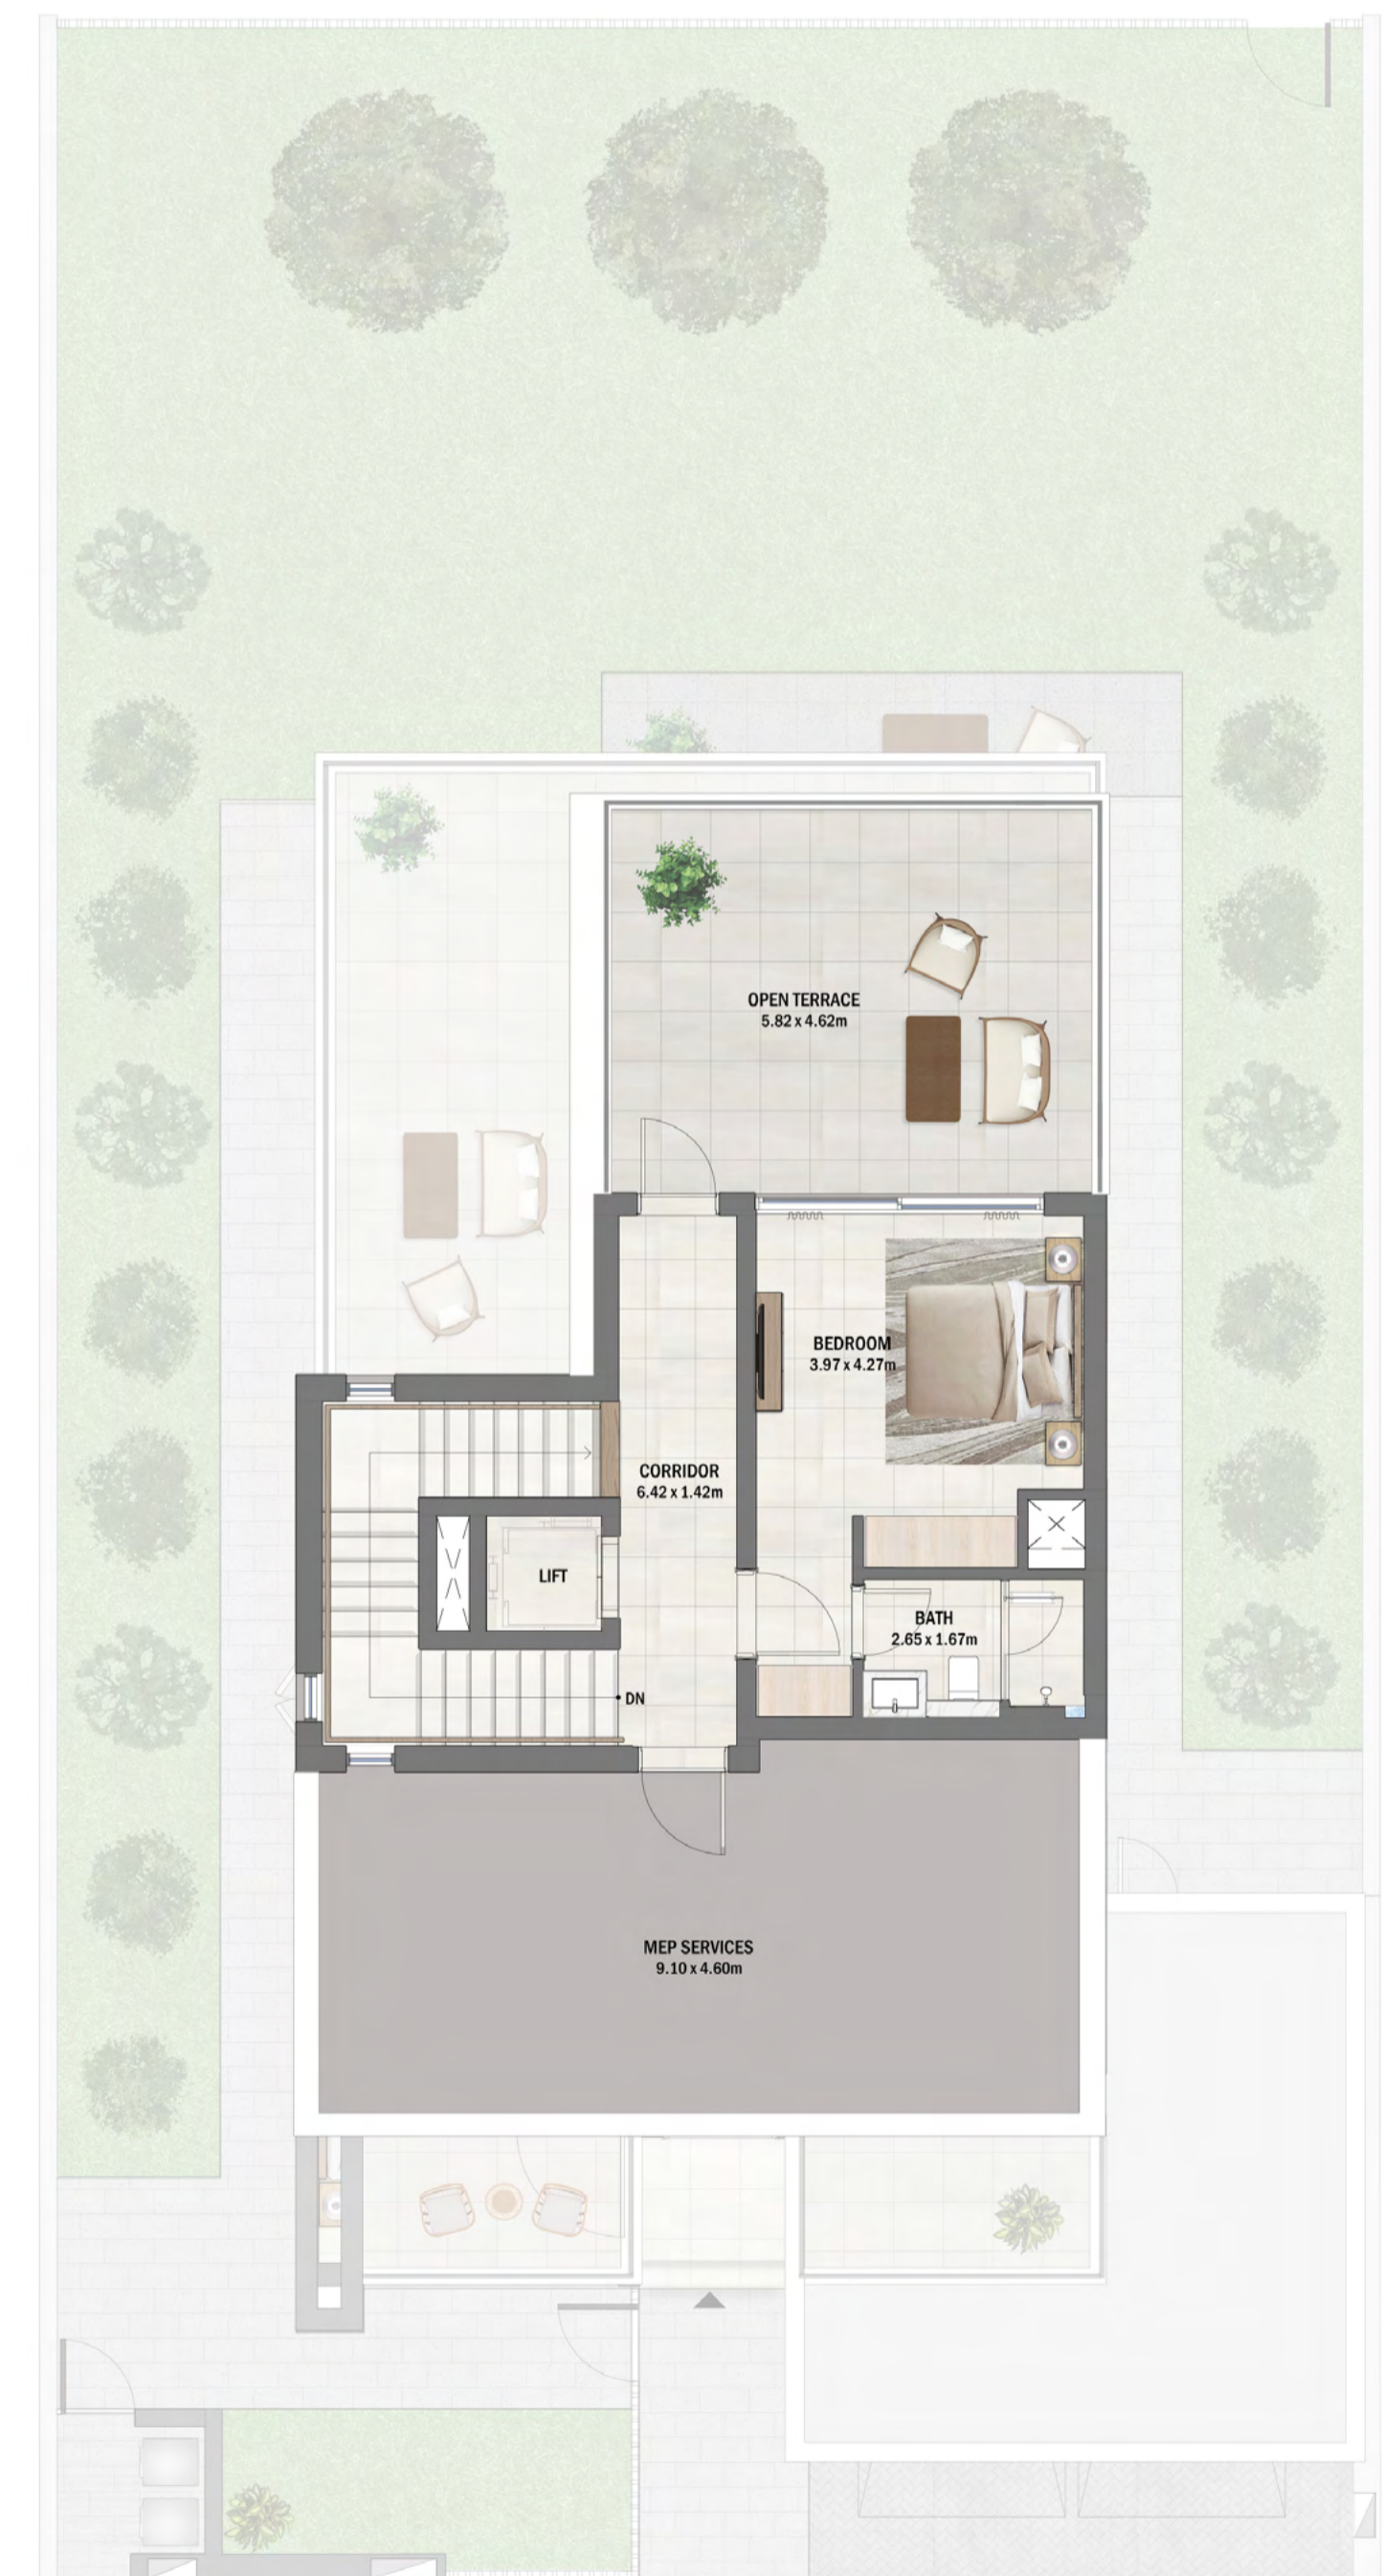 OPEN TERRACE
5.82 x 4.62m
BEDROOM
3.97 x 4.27m
CORRIDOR
6.42 x 1.42m
LIFT
BATH
2.65 x 1.67m
DN
MEP SERVICES
9.10 x 4.60m